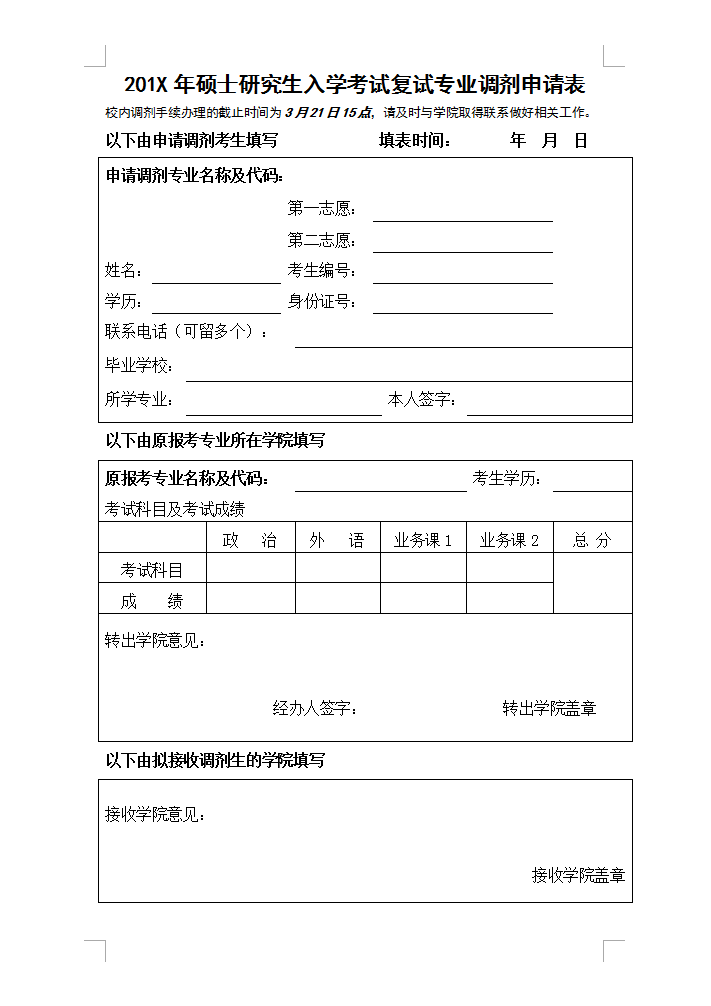 201X 年硕士研究生入学考试复试专业调剂申请表
校内调剂手续办理的截止时间为 3 月 21 日 15 点，请及时与学院取得联系做好相关工作。
以下由申请调剂考生填写 填表时间： 年 月 日
申请调剂专业名称及代码：
第一志愿：
第二志愿：
姓名： 考生编号：
学历： 身份证号：
联系电话（可留多个）：
毕业学校：
所学专业： 本人签字：
以下由原报考专业所在学院填写
原报考专业名称及代码： 考生学历：
考试科目及考试成绩
政 治 外 语 业务课 1 业务课 2 总 分
考试科目
成 绩
转出学院意见：
经办人签字： 转出学院盖章
以下由拟接收调剂生的学院填写
接收学院意见：
接收学院盖章